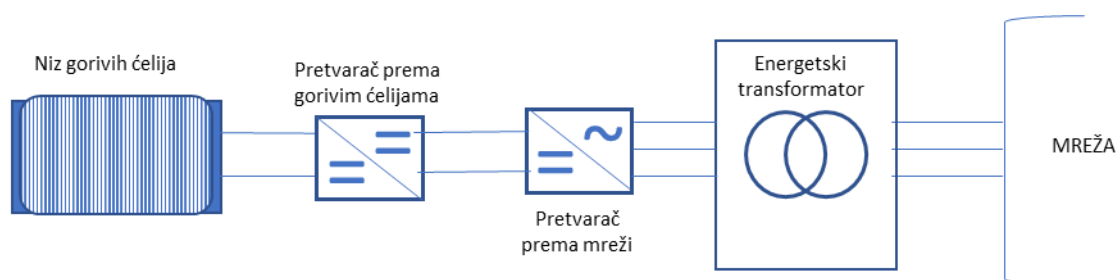 Niz gorivih ćelija
Pretvarač prema
gorivim ćelijama
Pretvarač
prema mreži
Energetski
transformator
MREŽA